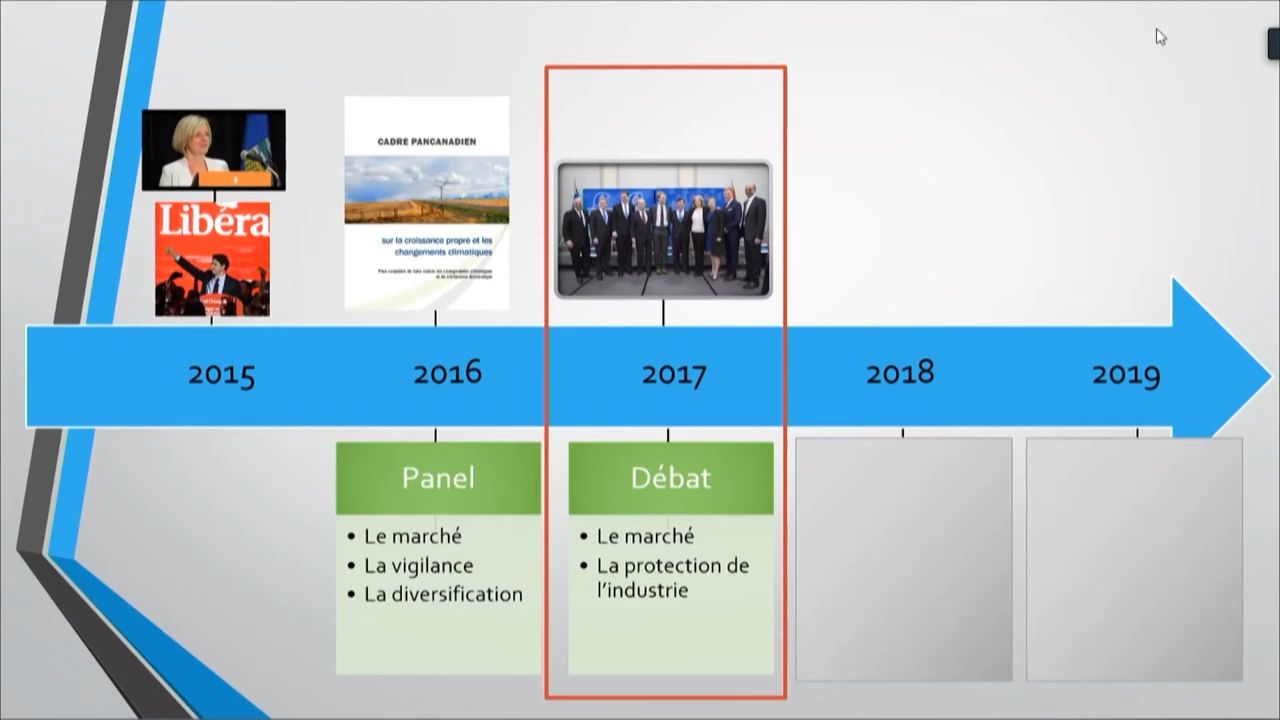 Libéra
CADRE PANCANADIEN
sur la croissance propre et les
changements climatiques
2015
2016
2017
2018
2019
Panel
• Le marché
• La vigilance
• La diversification
Débat
• Le marché
• La protection de
l'industrie